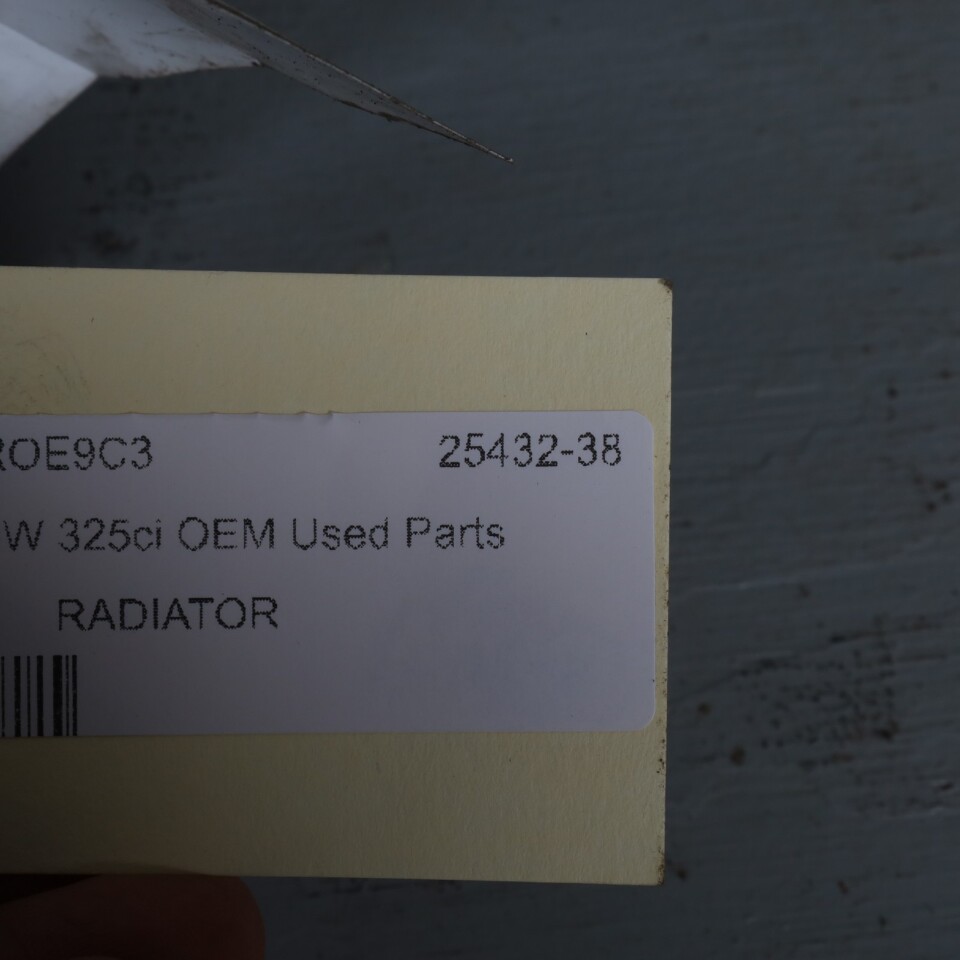 ROE9C3 25432-38
W 325ci OEM Used Parts
RADIATOR